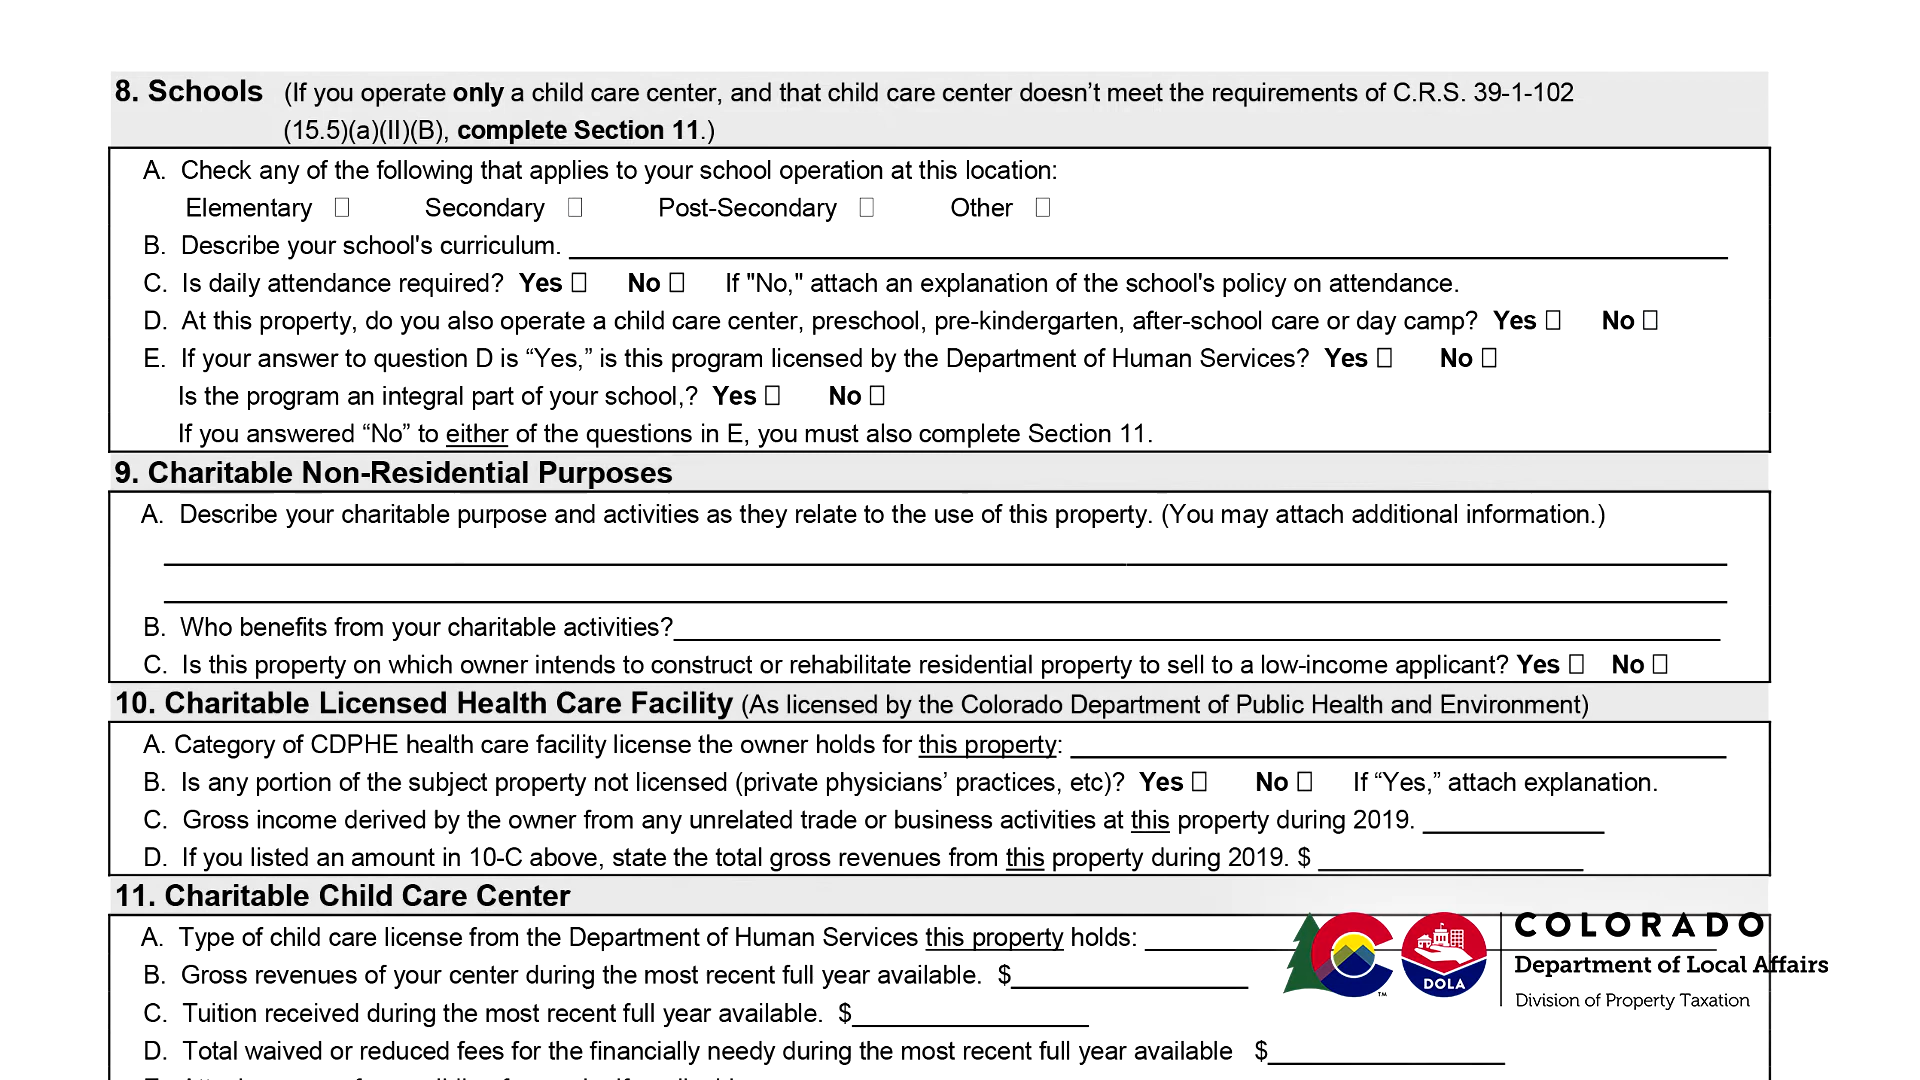 8. Schools (If you operate only a child care center, and that child care center doesn’t meet the requirements of C.R.S. 39-1-102
(15.5)(a)(II)(B), complete Section 11.)
A. Check any of the following that applies to your school operation at this location:
Elementary ☐ Secondary ☐ Post-Secondary ☐ Other ☐
B. Describe your school's curriculum. ____
C. Is daily attendance required? Yes ☐ No ☐ If "No," attach an explanation of the school's policy on attendance.
D. At this property, do you also operate a child care center, preschool, pre-kindergarten, after-school care or day camp? Yes ☐ No ☐
E. If your answer to question D is “Yes,” is this program licensed by the Department of Human Services? Yes ☐ No ☐
Is the program an integral part of your school,? Yes ☐ No ☐
If you answered “No” to either of the questions in E, you must also complete Section 11.
9. Charitable Non-Residential Purposes
A. Describe your charitable purpose and activities as they relate to the use of this property. (You may attach additional information.)
B. Who benefits from your charitable activities?____
C. Is this property on which owner intends to construct or rehabilitate residential property to sell to a low-income applicant? Yes ☐ No ☐
10. Charitable Licensed Health Care Facility (As licensed by the Colorado Department of Public Health and Environment)
A. Category of CDPHE health care facility license the owner holds for this property: ____
B. Is any portion of the subject property not licensed (private physicians’ practices, etc)? Yes ☐ No ☐ If “Yes,” attach explanation.
C. Gross income derived by the owner from any unrelated trade or business activities at this property during 2019. ____
D. If you listed an amount in 10-C above, state the total gross revenues from this property during 2019. $ ____
11. Charitable Child Care Center
A. Type of child care license from the Department of Human Services this property holds: ____
B. Gross revenues of your center during the most recent full year available. $____
C. Tuition received during the most recent full year available. $____
D. Total waived or reduced fees for the financially needy during the most recent full year available $____
COLORADO
Department of Local Affairs
Division of Property Taxation
DOLA
TM